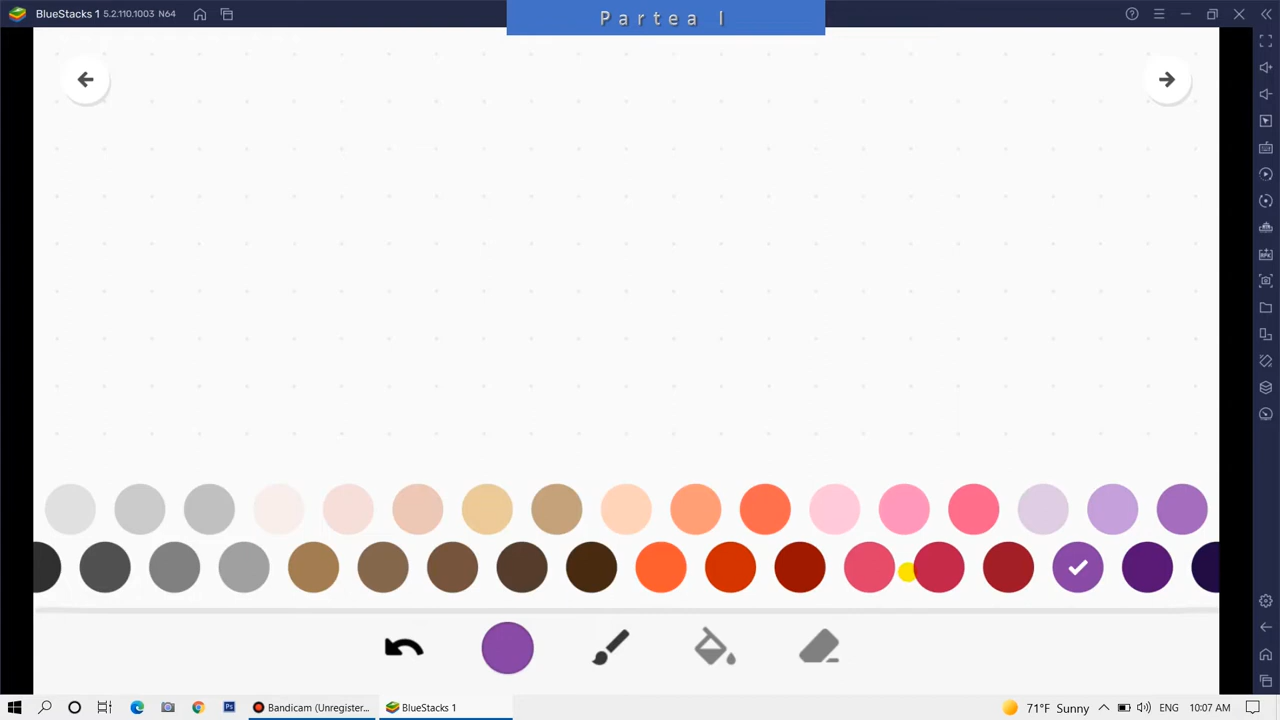 BlueStacks 1 5.2.110.1003 N64
Partea I
Bandicam (Unregister...
BlueStacks 1
71°F Sunny
ENG
10:07 AM